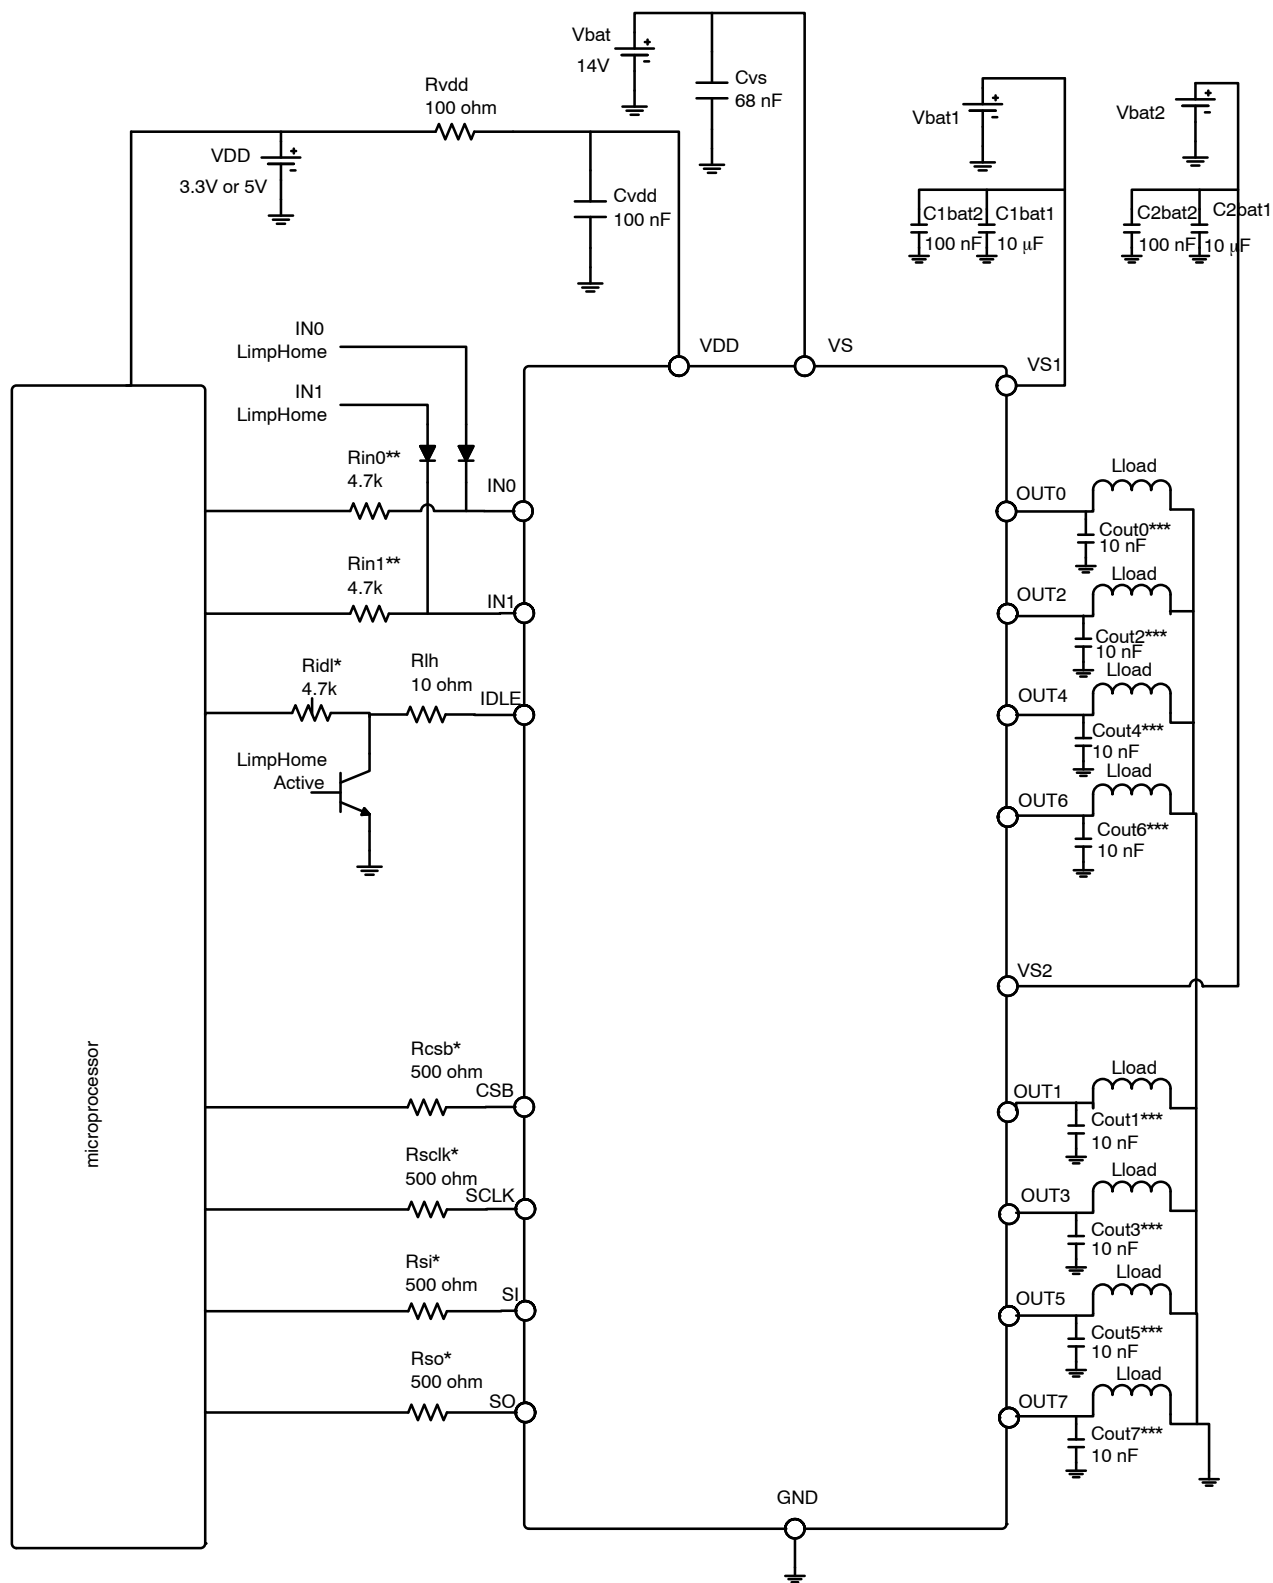 Vbat
14V
Cvs
68 nF
Rvdd
100 ohm
VDD
3.3V or 5V
Cvdd
100 nF
Vbat1
Vbat2
C1bat2
100 nF
C1bat1
10 μF
C2bat2
100 nF
C2bat1
10 μF
IN0
LimpHome
IN1
LimpHome
VDD
VS
VS1
Rin0**
4.7k
IN0
Rin1**
4.7k
IN1
Ridl*
4.7k
Rlh
10 ohm
IDLE
LimpHome
Active
OUT0
Lload
Cout0***
10 nF
OUT2
Lload
Cout2***
10 nF
OUT4
Lload
Cout4***
10 nF
OUT6
Lload
Cout6***
10 nF
VS2
microprocessor
Rcsb*
500 ohm
CSB
Rsclk*
500 ohm
SCLK
Rsi*
500 ohm
SI
Rso*
500 ohm
SO
OUT1
Lload
Cout1***
10 nF
OUT3
Lload
Cout3***
10 nF
OUT5
Lload
Cout5***
10 nF
OUT7
Lload
Cout7***
10 nF
GND